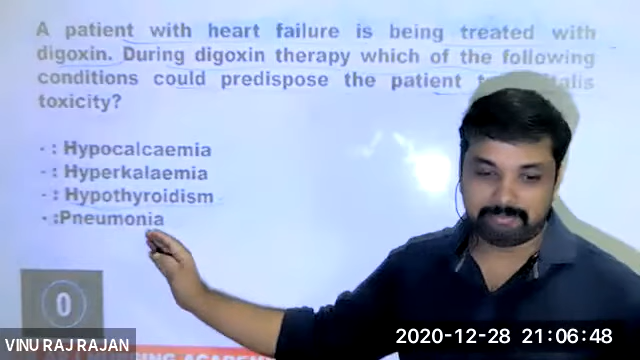 A patient with heart failure is being treated with
digoxin. During digoxin therapy which of the following
conditions could predispose the patient
toxicity?
- : Hypocalcaemia
- : Hyperkalaemia
- : Hypothyroidism
- :Pneumonia
0
VINU RAJ RAJAN
ACADEM
2020-12-28 21:06:48